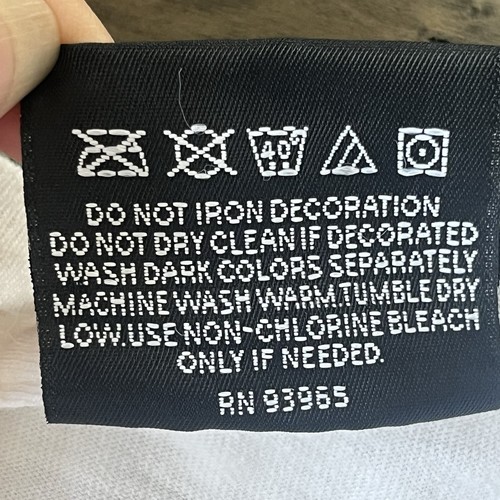 40°
DO NOT IRON DECORATION
DO NOT DRY CLEAN IF DECORATED
WASH DARK COLORS SEPARATELY
MACHINE WASH WARM TUMBLE DRY
LOW.USE NON-CHLORINE BLEACH
ONLY IF NEEDED.
RN 93965